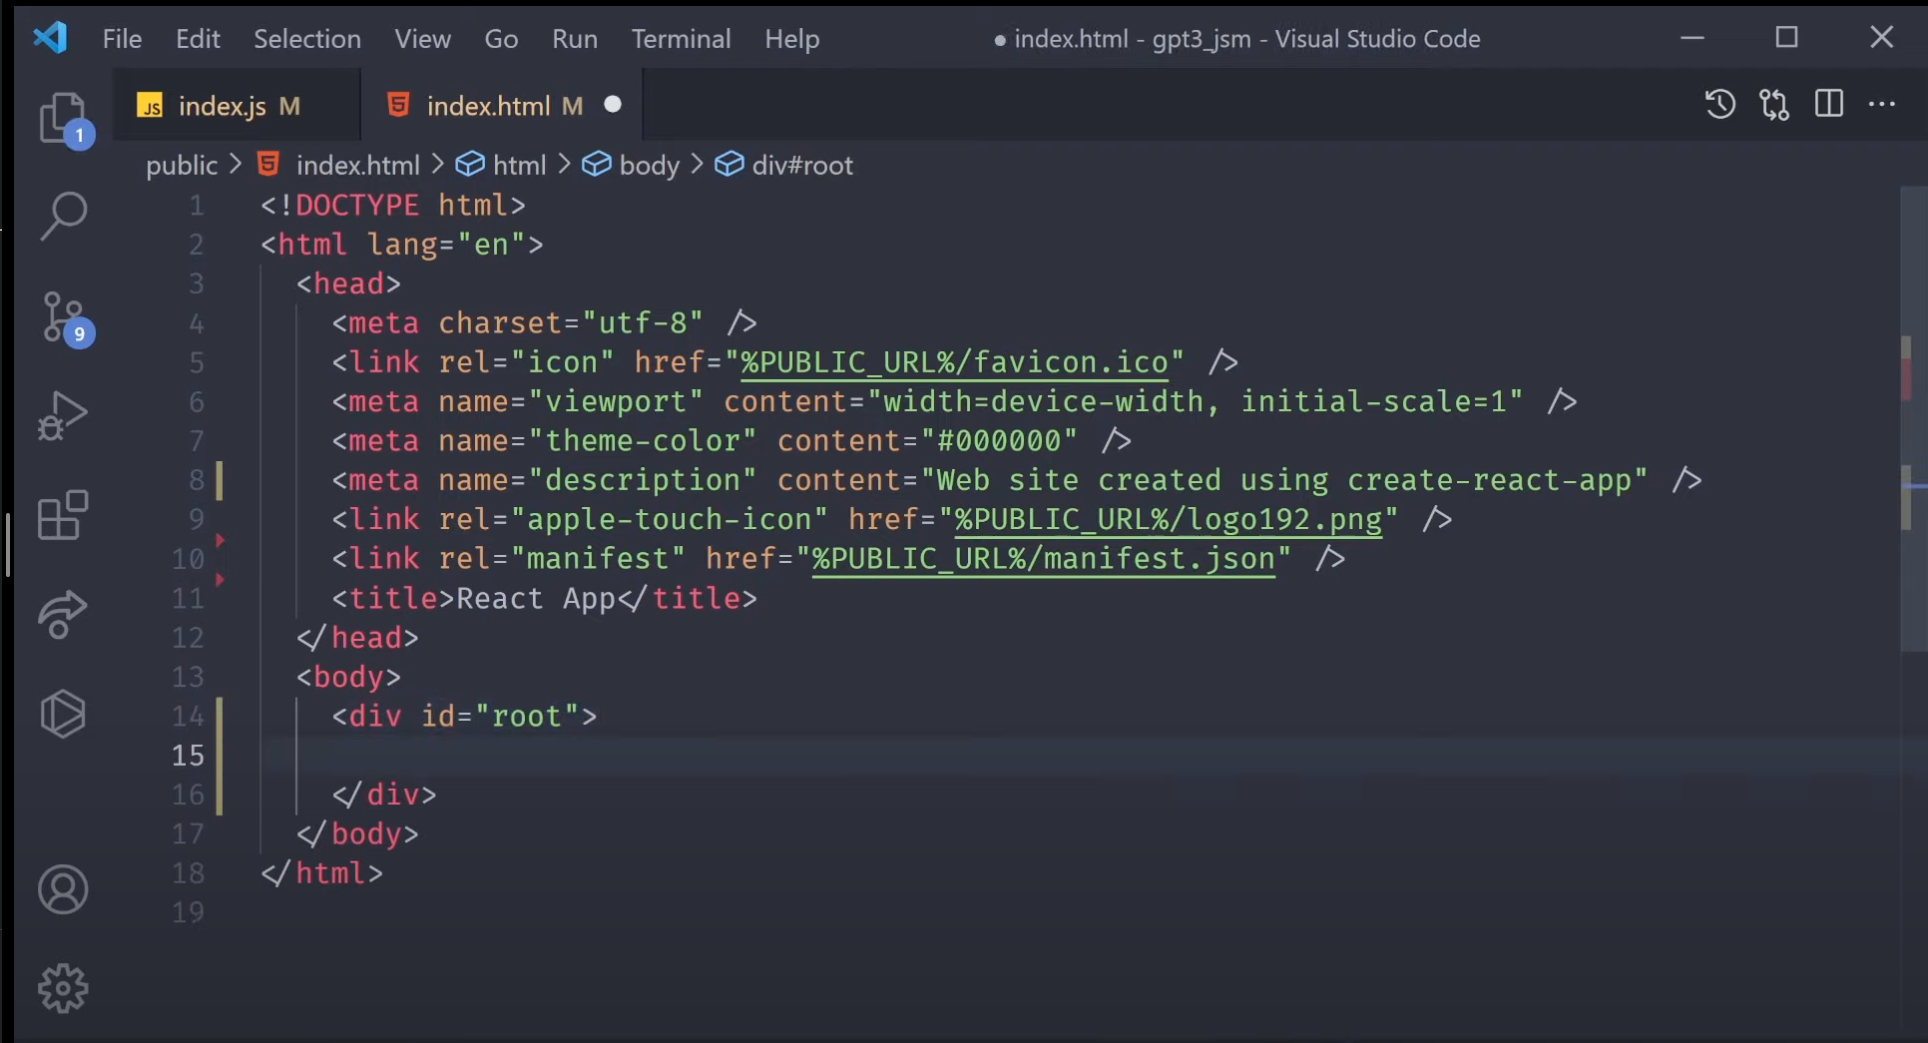 File Edit Selection View Go Run Terminal Help ● index.html - gpt3_jsm - Visual Studio Code
JS index.js M 5 index.html M ●
1
public > 5 index.html > html > body > div#root
1 <!DOCTYPE html>
2 <html lang="en">
3 <head>
4 <meta charset="utf-8" />
5 <link rel="icon" href="%PUBLIC_URL%/favicon.ico" />
9
6 <meta name="viewport" content="width=device-width, initial-scale=1" />
7 <meta name="theme-color" content="#000000" />
8 <meta name="description" content="Web site created using create-react-app" />
9 <link rel="apple-touch-icon" href="%PUBLIC_URL%/logo192.png" />
10 <link rel="manifest" href="%PUBLIC_URL%/manifest.json" />
11 <title>React App</title>
12 </head>
13 <body>
14 <div id="root">
15
16 </div>
17 </body>
18 </html>
19